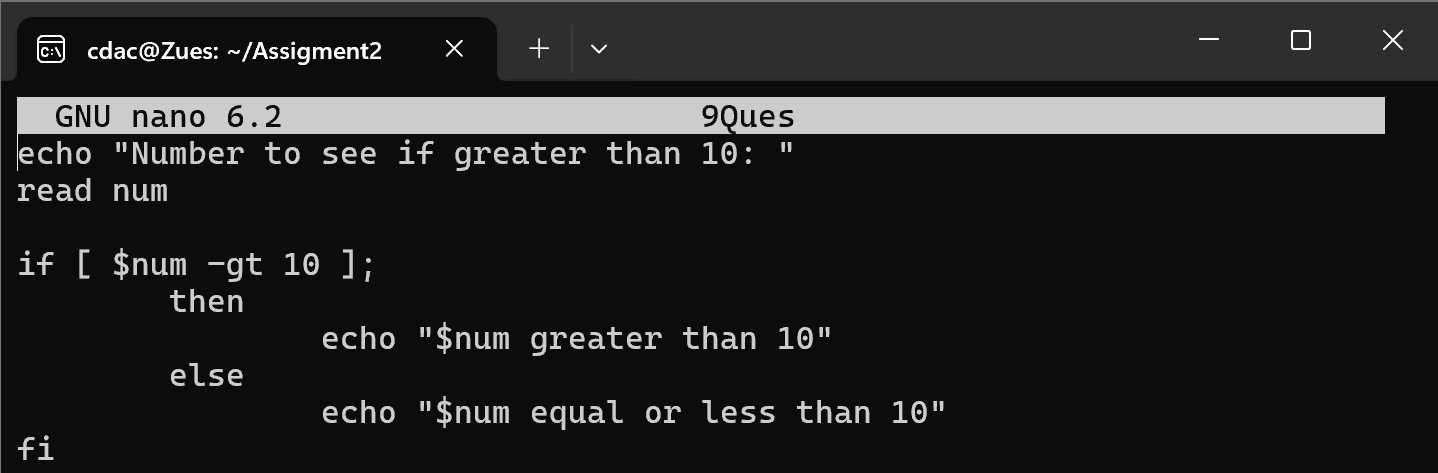 cdac@Zues: ~/Assigment2
GNU nano 6.2 9Ques
echo "Number to see if greater than 10: "
read num
if [ $num -gt 10 ];
then
echo "$num greater than 10"
else
echo "$num equal or less than 10"
fi